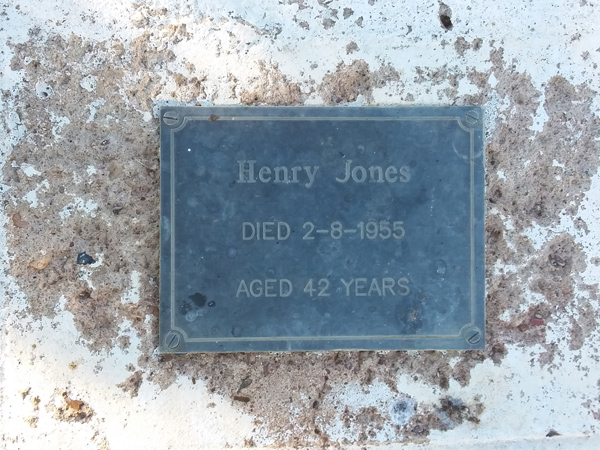 Henry Jones
DIED 2-8-1955
AGED 42 YEARS